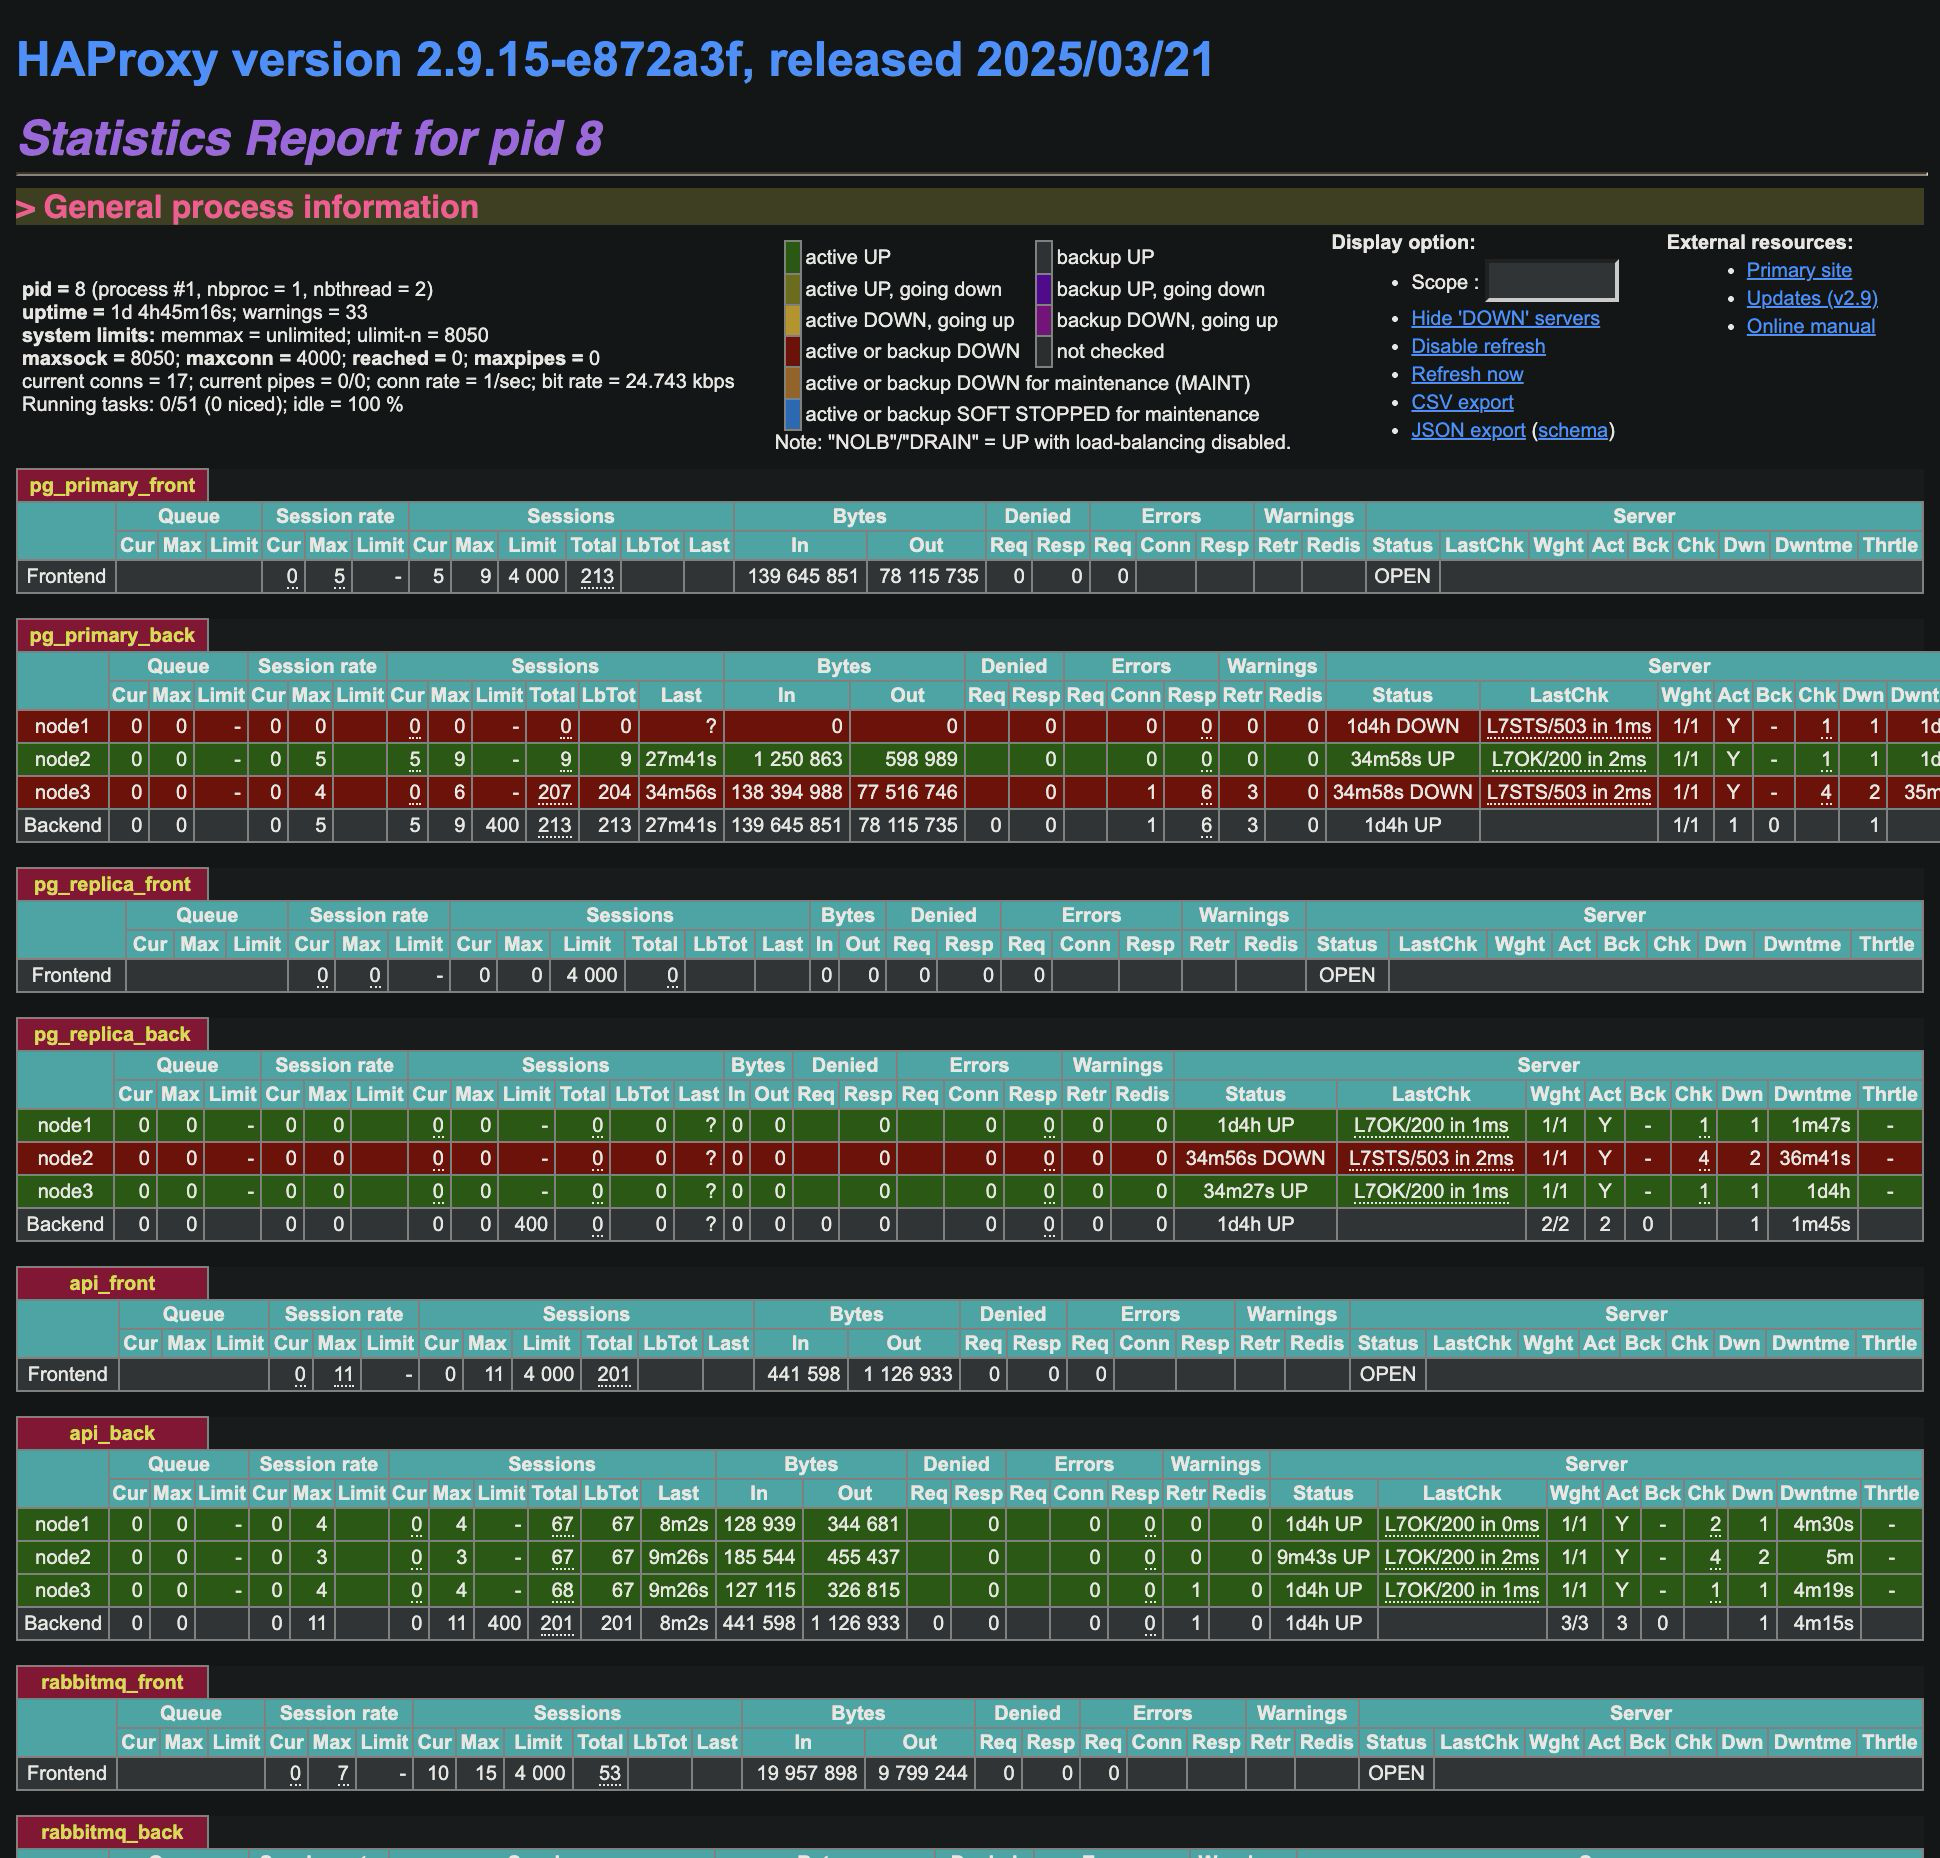 HAProxy version 2.9.15-e872a3f, released 2025/03/21
Statistics Report for pid 8
> General process information
pid = 8 (process #1, nbproc = 1, nbthread = 2)
uptime = 1d 4h45m16s; warnings = 33
system limits: memmax = unlimited; ulimit-n = 8050
maxsock = 8050; maxconn = 4000; reached = 0; maxpipes = 0
current conns = 17; current pipes = 0/0; conn rate = 1/sec; bit rate = 24.743 kbps
Running tasks: 0/51 (0 niced); idle = 100 %
active UP backup UP
active UP, going down backup UP, going down
active DOWN, going up backup DOWN, going up
active or backup DOWN not checked
active or backup DOWN for maintenance (MAINT)
active or backup SOFT STOPPED for maintenance
Note: "NOLB"/"DRAIN" = UP with load-balancing disabled.
Display option:
• Scope :
• Hide 'DOWN' servers
• Disable refresh
• Refresh now
• CSV export
• JSON export (schema)
External resources:
• Primary site
• Updates (v2.9)
• Online manual
pg_primary_front
Queue Session rate Sessions Bytes Denied Errors Warnings Server
Cur Max Limit Cur Max Limit Cur Max Limit Total LbTot Last In Out Req Resp Req Conn Resp Retr Redis Status LastChk Wght Act Bck Chk Dwn Dwntme Thrtle
Frontend 0 5 - 5 9 4 000 213 139 645 851 78 115 735 0 0 0 OPEN
pg_primary_back
Queue Session rate Sessions Bytes Denied Errors Warnings Server
Cur Max Limit Cur Max Limit Cur Max Limit Total LbTot Last In Out Req Resp Req Conn Resp Retr Redis Status LastChk Wght Act Bck Chk Dwn Dwnt
node1 0 0 - 0 0 0 0 - 0 0 ? 0 0 0 0 0 0 0 1d4h DOWN L7STS/503 in 1ms 1/1 Y - 1 1 1d
node2 0 0 - 0 5 5 9 - 9 9 27m41s 1 250 863 598 989 0 0 0 0 0 34m58s UP L7OK/200 in 2ms 1/1 Y - 1 1 1d
node3 0 0 - 0 4 0 6 - 207 204 34m56s 138 394 988 77 516 746 0 1 6 3 0 34m58s DOWN L7STS/503 in 2ms 1/1 Y - 4 2 35m
Backend 0 0 0 5 5 9 400 213 213 27m41s 139 645 851 78 115 735 0 0 1 6 3 0 1d4h UP 1/1 1 0 1
pg_replica_front
Queue Session rate Sessions Bytes Denied Errors Warnings Server
Cur Max Limit Cur Max Limit Cur Max Limit Total LbTot Last In Out Req Resp Req Conn Resp Retr Redis Status LastChk Wght Act Bck Chk Dwn Dwntme Thrtle
Frontend 0 0 - 0 0 4 000 0 0 0 0 0 0 OPEN
pg_replica_back
Queue Session rate Sessions Bytes Denied Errors Warnings Server
Cur Max Limit Cur Max Limit Cur Max Limit Total LbTot Last In Out Req Resp Req Conn Resp Retr Redis Status LastChk Wght Act Bck Chk Dwn Dwntme Thrtle
node1 0 0 - 0 0 0 0 - 0 0 ? 0 0 0 0 0 0 0 1d4h UP L7OK/200 in 1ms 1/1 Y - 1 1 1m47s -
node2 0 0 - 0 0 0 0 - 0 0 ? 0 0 0 0 0 0 0 34m56s DOWN L7STS/503 in 2ms 1/1 Y - 4 2 36m41s -
node3 0 0 - 0 0 0 0 - 0 0 ? 0 0 0 0 0 0 0 34m27s UP L7OK/200 in 1ms 1/1 Y - 1 1 1d4h -
Backend 0 0 0 0 0 0 400 0 0 ? 0 0 0 0 0 0 0 0 1d4h UP 2/2 2 0 1 1m45s
api_front
Queue Session rate Sessions Bytes Denied Errors Warnings Server
Cur Max Limit Cur Max Limit Cur Max Limit Total LbTot Last In Out Req Resp Req Conn Resp Retr Redis Status LastChk Wght Act Bck Chk Dwn Dwntme Thrtle
Frontend 0 11 - 0 11 4 000 201 441 598 1 126 933 0 0 0 OPEN
api_back
Queue Session rate Sessions Bytes Denied Errors Warnings Server
Cur Max Limit Cur Max Limit Cur Max Limit Total LbTot Last In Out Req Resp Req Conn Resp Retr Redis Status LastChk Wght Act Bck Chk Dwn Dwntme Thrtle
node1 0 0 - 0 4 0 4 - 67 67 8m2s 128 939 344 681 0 0 0 0 0 1d4h UP L7OK/200 in 0ms 1/1 Y - 2 1 4m30s -
node2 0 0 - 0 3 0 3 - 67 67 9m26s 185 544 455 437 0 0 0 0 0 9m43s UP L7OK/200 in 2ms 1/1 Y - 4 2 5m -
node3 0 0 - 0 4 0 4 - 68 67 9m26s 127 115 326 815 0 0 0 1 0 1d4h UP L7OK/200 in 1ms 1/1 Y - 1 1 4m19s -
Backend 0 0 0 11 0 11 400 201 201 8m2s 441 598 1 126 933 0 0 0 0 1 0 1d4h UP 3/3 3 0 1 4m15s
rabbitmq_front
Queue Session rate Sessions Bytes Denied Errors Warnings Server
Cur Max Limit Cur Max Limit Cur Max Limit Total LbTot Last In Out Req Resp Req Conn Resp Retr Redis Status LastChk Wght Act Bck Chk Dwn Dwntme Thrtle
Frontend 0 7 - 10 15 4 000 53 19 957 898 9 799 244 0 0 0 OPEN
rabbitmq_back